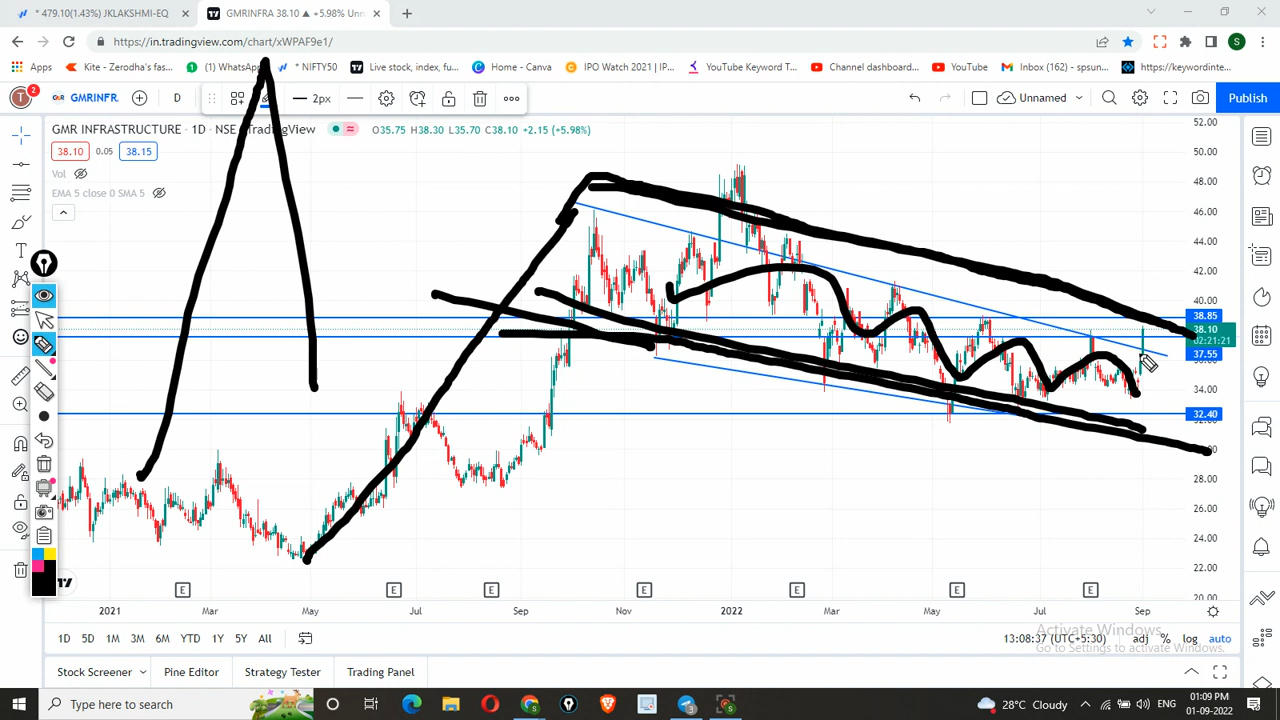 * 479.10(1.43%) JKLAKSHMI-EQ
GMRINFRA 38.10 ▲ +5.98% Unn
https://in.tradingview.com/chart/xWPAF9e1/
S
Apps
Kite - Zerodha's fas...
(1) WhatsApp
* NIFTY50
Live stock, index, fu...
Home - Canva
IPO Watch 2021 | IP...
YouTube Keyword T...
Channel dashboard...
YouTube
Inbox (162) - spsun...
https://keywordinte...
T
2
GMRINFR.
D
2px
Unnamed
Publish
GMR INFRASTRUCTURE · 1D · NSE
TradingView
O35.75 H38.30 L35.70 C38.10 +2.15 (+5.98%)
38.10
0.05
38.15
Vol
EMA 5 close 0 SMA 5
52.00
50.00
48.00
46.00
44.00
42.00
40.00
38.85
38.10
02:21:21
37.55
34.00
32.40
28.00
26.00
24.00
22.00
20.00
E E E E E E E
2021 Mar May Jul Sep Nov 2022 Mar May Jul Sep
1D 5D 1M 3M 6M YTD 1Y 5Y All
13:08:37 (UTC+5:30)
adj % log auto
Activate Windows
Go to Settings to activate Windows.
Stock Screener
Pine Editor
Strategy Tester
Trading Panel
Type here to search
28°C Cloudy
ENG
01:09 PM
01-09-2022